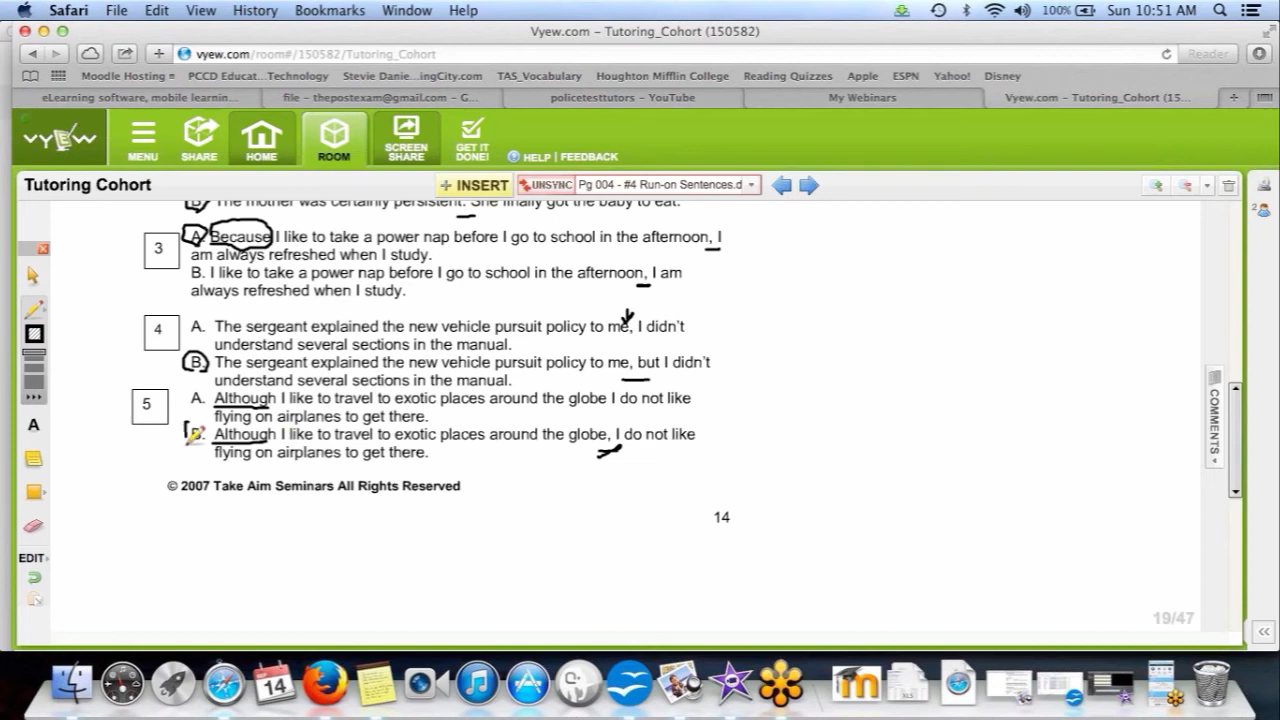 Safari File Edit View History Bookmarks Window Help 100% Sun 10:51 AM
Vyew.com – Tutoring_Cohort (150582)
vyew.com/room#/150582/Tutoring_Cohort Reader
Moodle Hosting PCCD Educat...Technology Stevie Danie...ingCity.com TAS_Vocabulary Houghton Mifflin College Reading Quizzes Apple ESPN Yahoo! Disney
eLearning software, mobile learnin... file – thepostexam@gmail.com – G... policetesttutors – YouTube My Webinars Vyew.com – Tutoring_Cohort (15...
VYEW MENU SHARE HOME ROOM SCREEN SHARE GET IT DONE! HELP | FEEDBACK
Tutoring Cohort + INSERT UNSYNC Pg 004 - #4 Run-on Sentences.d
2
B. The mother was certainly persistent. She finally got the baby to eat.
3 A. Because I like to take a power nap before I go to school in the afternoon, I
am always refreshed when I study.
B. I like to take a power nap before I go to school in the afternoon, I am
always refreshed when I study.
4 A. The sergeant explained the new vehicle pursuit policy to me, I didn't
understand several sections in the manual.
B. The sergeant explained the new vehicle pursuit policy to me, but I didn't
understand several sections in the manual.
5 A. Although I like to travel to exotic places around the globe I do not like
flying on airplanes to get there.
B. Although I like to travel to exotic places around the globe, I do not like
flying on airplanes to get there.
© 2007 Take Aim Seminars All Rights Reserved
14
COMMENTS
A
EDIT
19/47
14
XLS